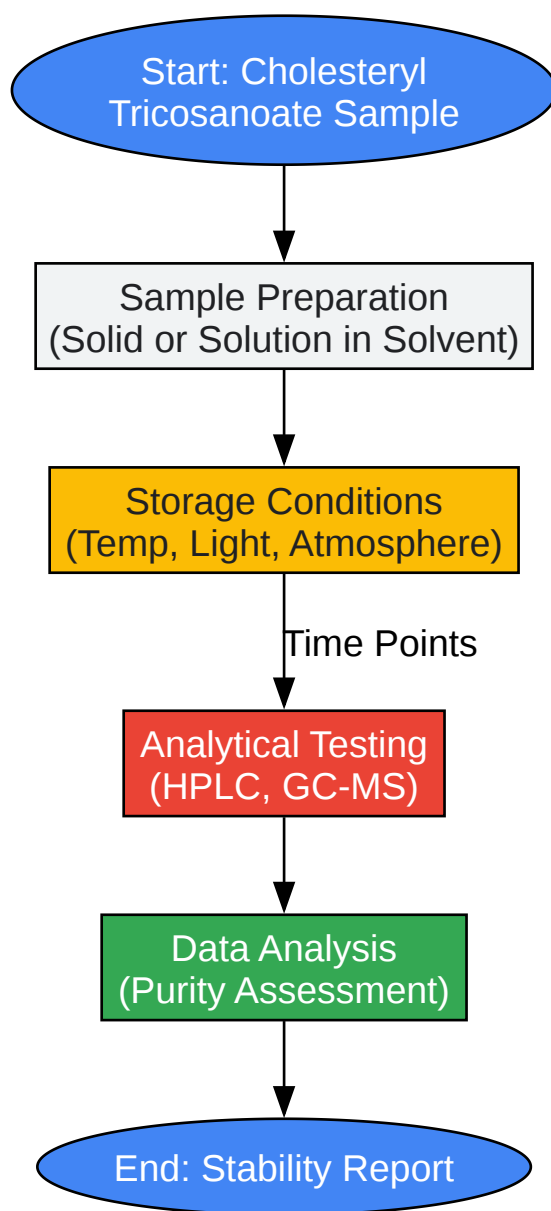 Start: Cholesteryl
Tricosanoate Sample
Sample Preparation
(Solid or Solution in Solvent)
Storage Conditions
(Temp, Light, Atmosphere)
Time Points
Analytical Testing
(HPLC, GC-MS)
Data Analysis
(Purity Assessment)
End: Stability Report